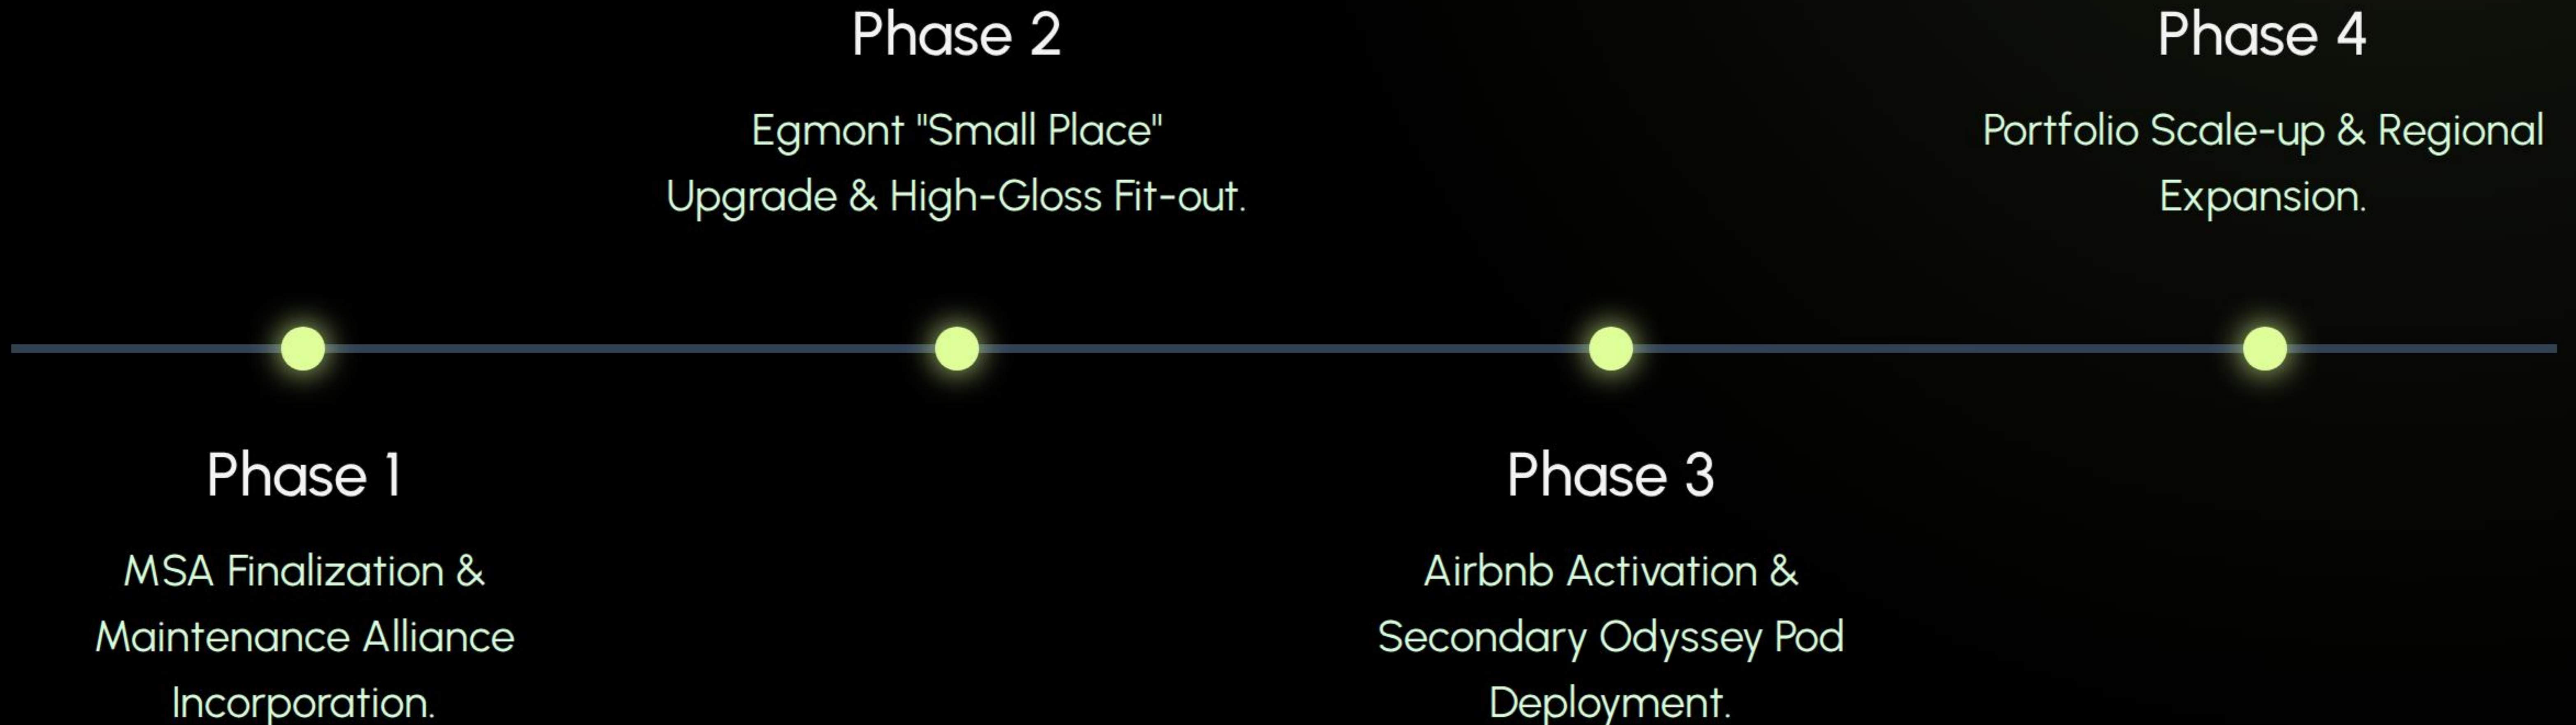 Phase 1
MSA Finalization &
Maintenance Alliance
Incorporation.
Phase 2
Egmont "Small Place"
Upgrade & High-Gloss Fit-out.
Phase 3
Airbnb Activation &
Secondary Odyssey Pod
Deployment.
Phase 4
Portfolio Scale-up & Regional
Expansion.